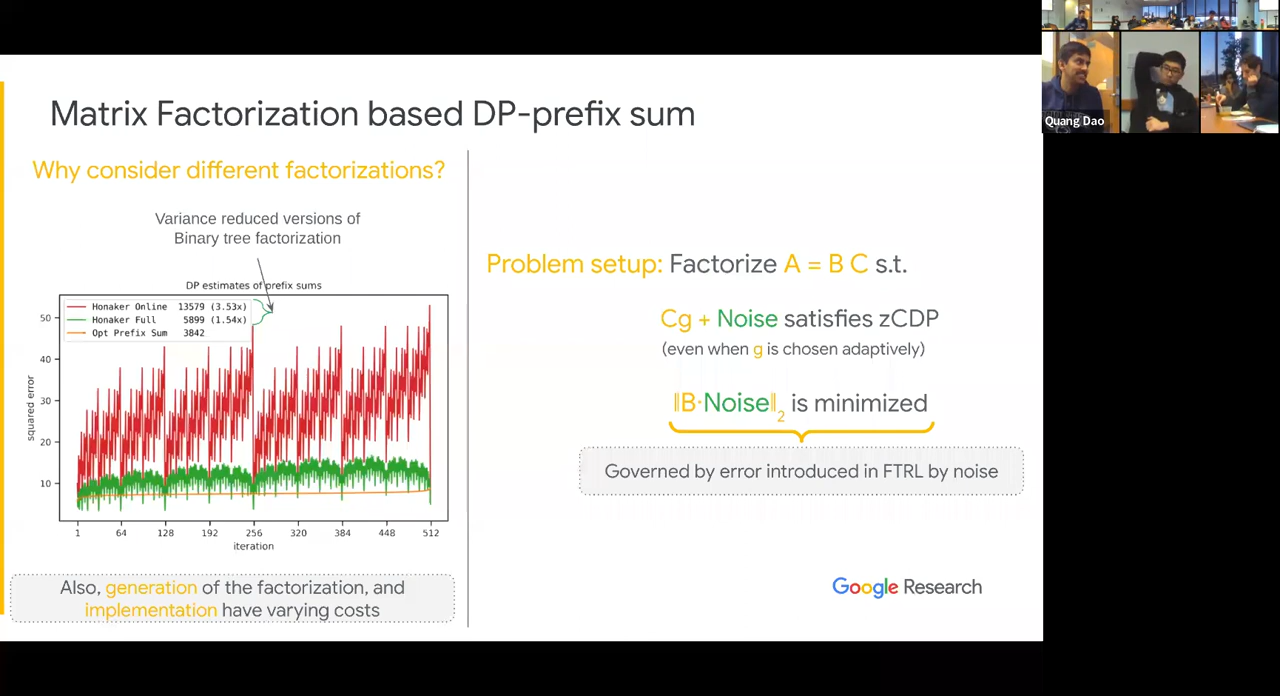 Matrix Factorization based DP-prefix sum
Why consider different factorizations?
Variance reduced versions of
Binary tree factorization
DP estimates of prefix sums
Honaker Online 13579 (3.53x)
Honaker Full 5899 (1.54x)
Opt Prefix Sum 3842
squared error
50
40
30
20
10
1 64 128 192 256 320 384 448 512
iteration
Also, generation of the factorization, and
implementation have varying costs
Problem setup: Factorize A = B C s.t.
Cg + Noise satisfies zCDP
(even when g is chosen adaptively)
‖B·Noise‖₂ is minimized
Governed by error introduced in FTRL by noise
Google Research
Quang Dao